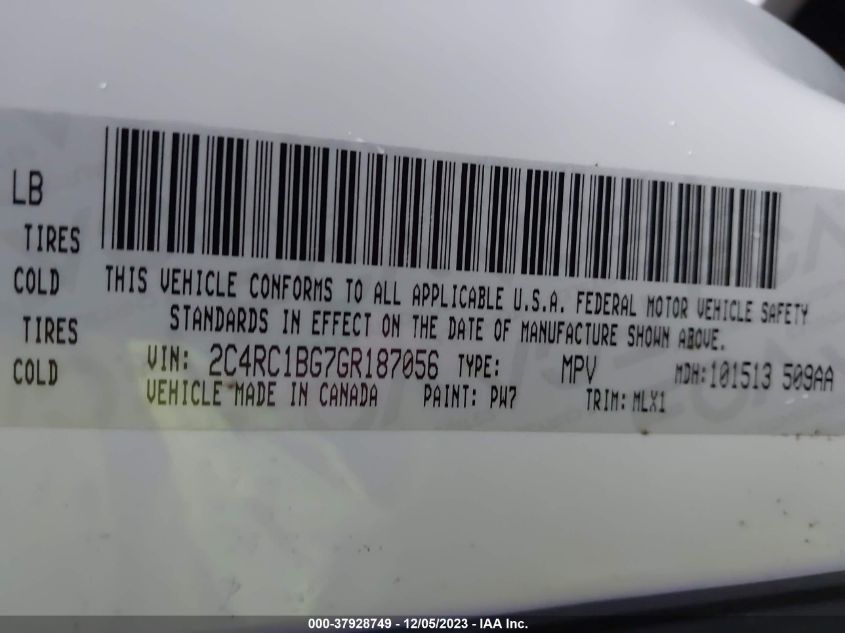 LB
TIRES
COLD THIS VEHICLE CONFORMS TO ALL APPLICABLE U.S.A. FEDERAL MOTOR VEHICLE SAFETY
TIRES STANDARDS IN EFFECT ON THE DATE OF MANUFACTURE SHOWN ABOVE.
COLD VIN: 2C4RC1BG7GR187056 TYPE: MPV MDH: 101513 509AA
VEHICLE MADE IN CANADA PAINT: PW7 TRIM: MLX1
000-37928749 - 12/05/2023 - IAA Inc.